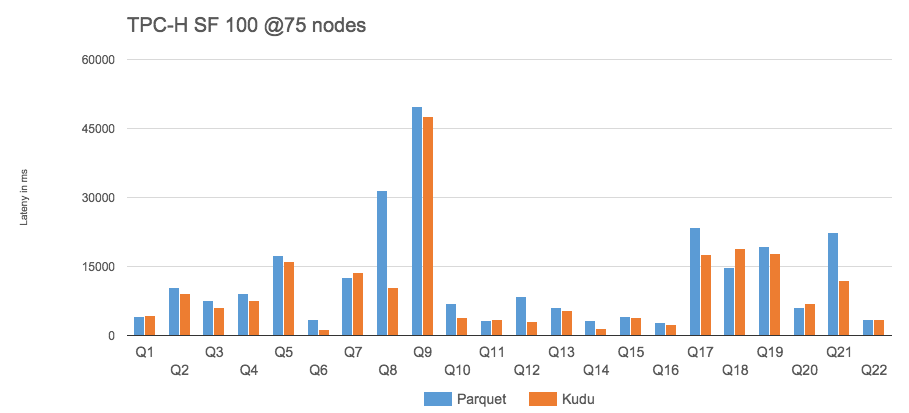 TPC-H SF 100 @75 nodes
60000
45000
30000
15000
0
Lateny in ms
Q1 Q3 Q5 Q7 Q9 Q11 Q13 Q15 Q17 Q19 Q21
Q2 Q4 Q6 Q8 Q10 Q12 Q14 Q16 Q18 Q20 Q22
Parquet Kudu